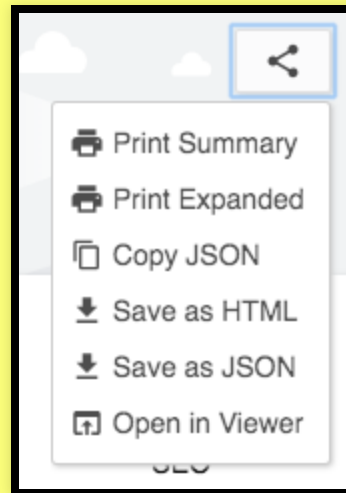 Print Summary
Print Expanded
Copy JSON
Save as HTML
Save as JSON
Open in Viewer